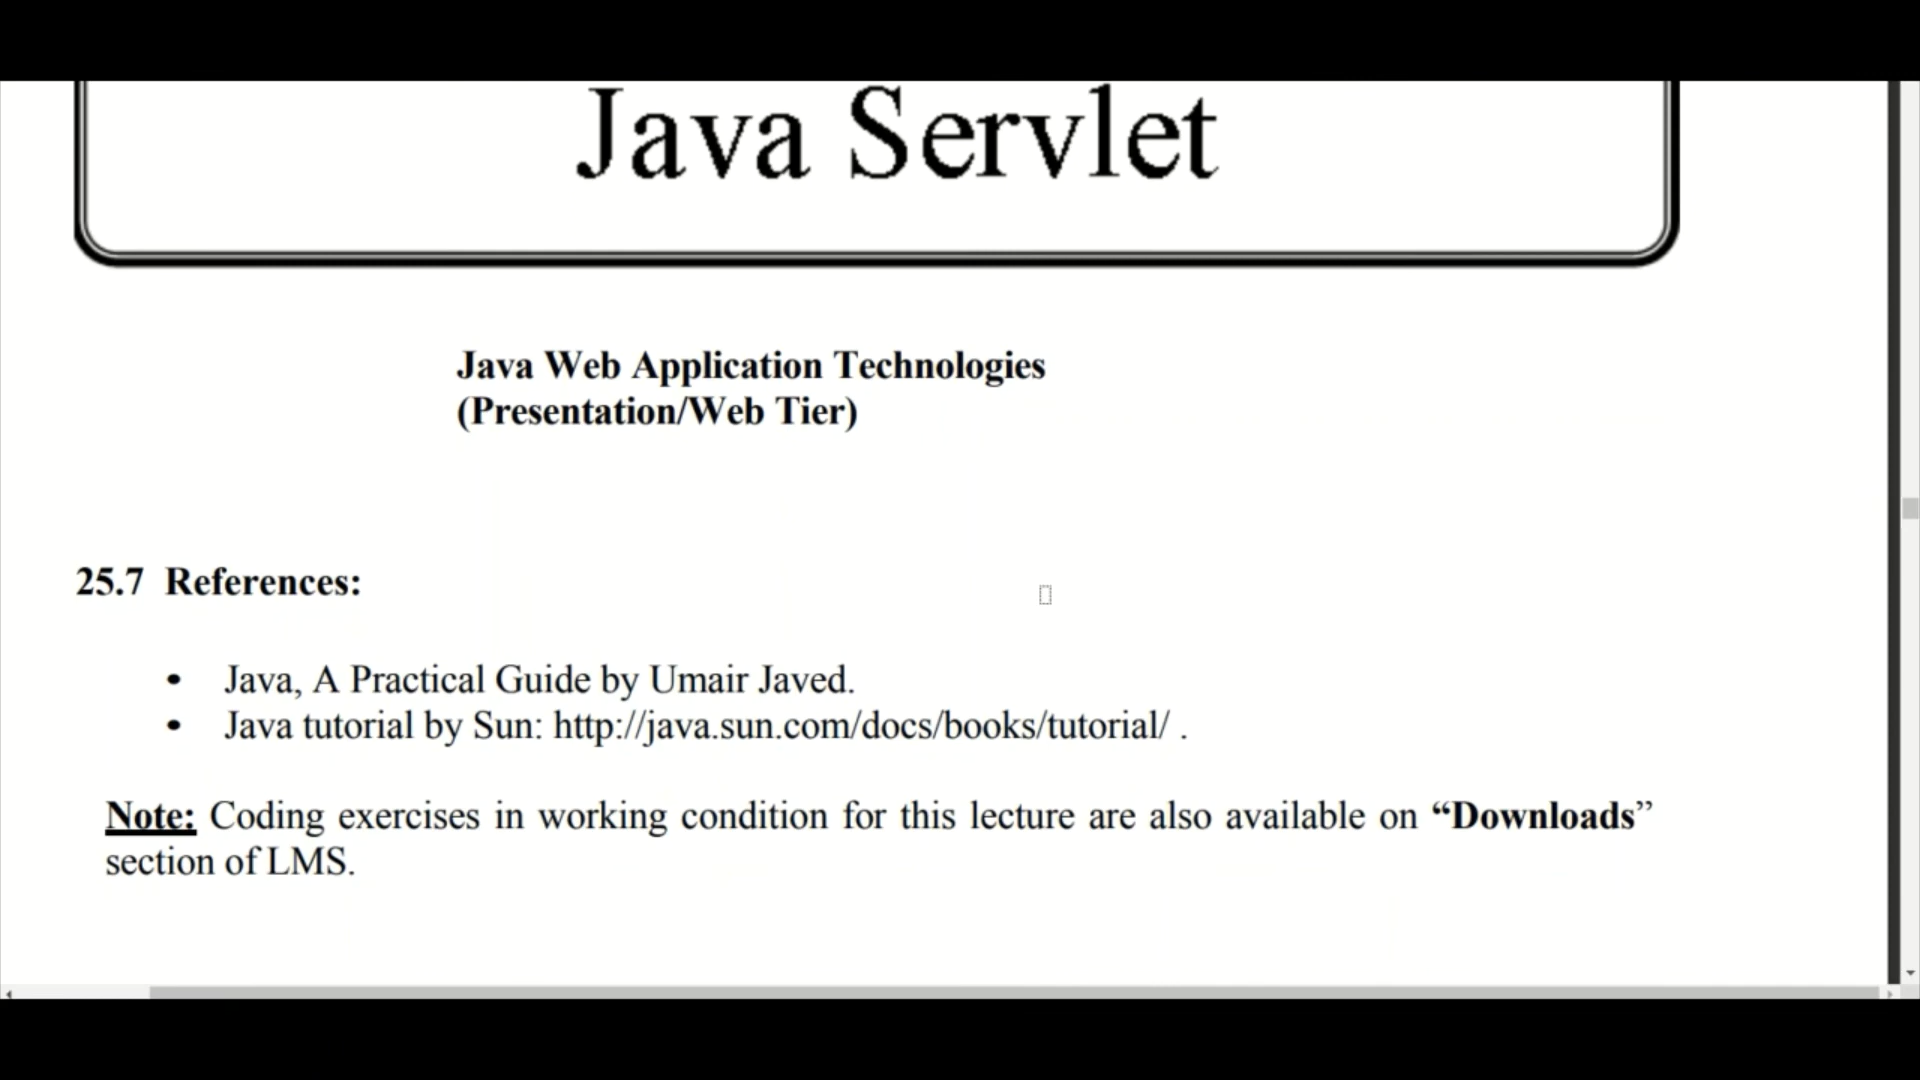 Java Servlet
Java Web Application Technologies
(Presentation/Web Tier)
25.7 References:
• Java, A Practical Guide by Umair Javed.
• Java tutorial by Sun: http://java.sun.com/docs/books/tutorial/ .
Note: Coding exercises in working condition for this lecture are also available on “Downloads”
section of LMS.